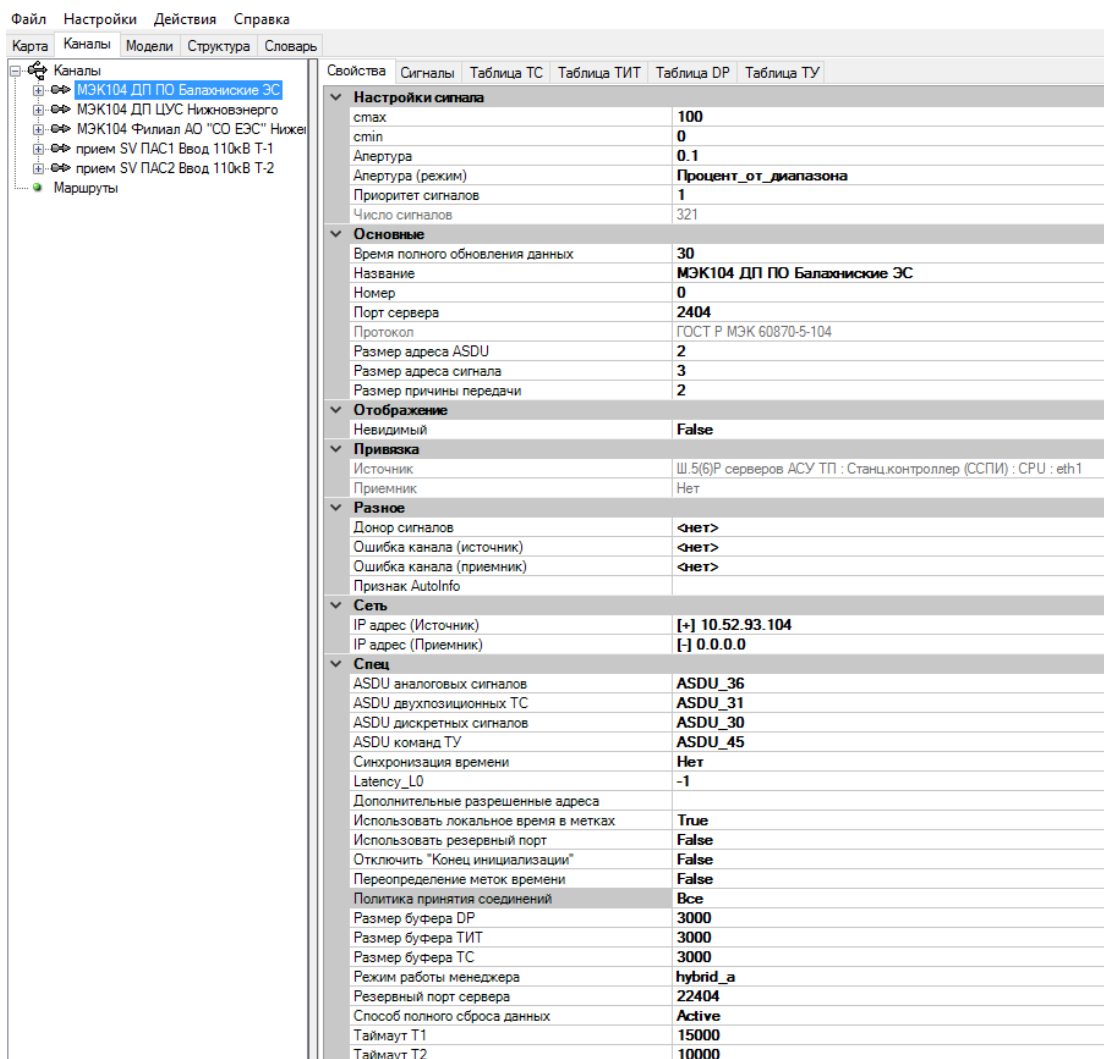 Файл Настройки Действия Справка
Карта Каналы Модели Структура Словарь
Каналы
МЭК104 ДП ПО Балахниские ЭС
МЭК104 ДП ЦУС Нижновэнерго
МЭК104 Филиал АО "СО ЕЭС" Нижег
прием SV ПАС1 Ввод 110кВ Т-1
прием SV ПАС2 Ввод 110кВ Т-2
Маршруты
Свойства Сигналы Таблица ТС Таблица ТИТ Таблица DP Таблица ТУ
Настройки сигнала
cmax 100
cmin 0
Апертура 0.1
Апертура (режим) Процент_от_диапазона
Приоритет сигналов 1
Число сигналов 321
Основные
Время полного обновления данных 30
Название МЭК104 ДП ПО Балахниские ЭС
Номер 0
Порт сервера 2404
Протокол ГОСТ Р МЭК 60870-5-104
Размер адреса ASDU 2
Размер адреса сигнала 3
Размер причины передачи 2
Отображение
Невидимый False
Привязка
Источник Ш.5(6)Р серверов АСУ ТП : Станц.контроллер (ССПИ) : CPU : eth1
Приемник Нет
Разное
Донор сигналов <нет>
Ошибка канала (источник) <нет>
Ошибка канала (приемник) <нет>
Признак AutoInfo
Сеть
IP адрес (Источник) [+] 10.52.93.104
IP адрес (Приемник) [-] 0.0.0.0
Спец
ASDU аналоговых сигналов ASDU_36
ASDU двухпозиционных ТС ASDU_31
ASDU дискретных сигналов ASDU_30
ASDU команд ТУ ASDU_45
Синхронизация времени Нет
Latency_L0 -1
Дополнительные разрешенные адреса
Использовать локальное время в метках True
Использовать резервный порт False
Отключить "Конец инициализации" False
Переопределение меток времени False
Политика принятия соединений Все
Размер буфера DP 3000
Размер буфера ТИТ 3000
Размер буфера ТС 3000
Режим работы менеджера hybrid_a
Резервный порт сервера 22404
Способ полного сброса данных Active
Таймаут T1 15000
Таймаут T2 10000